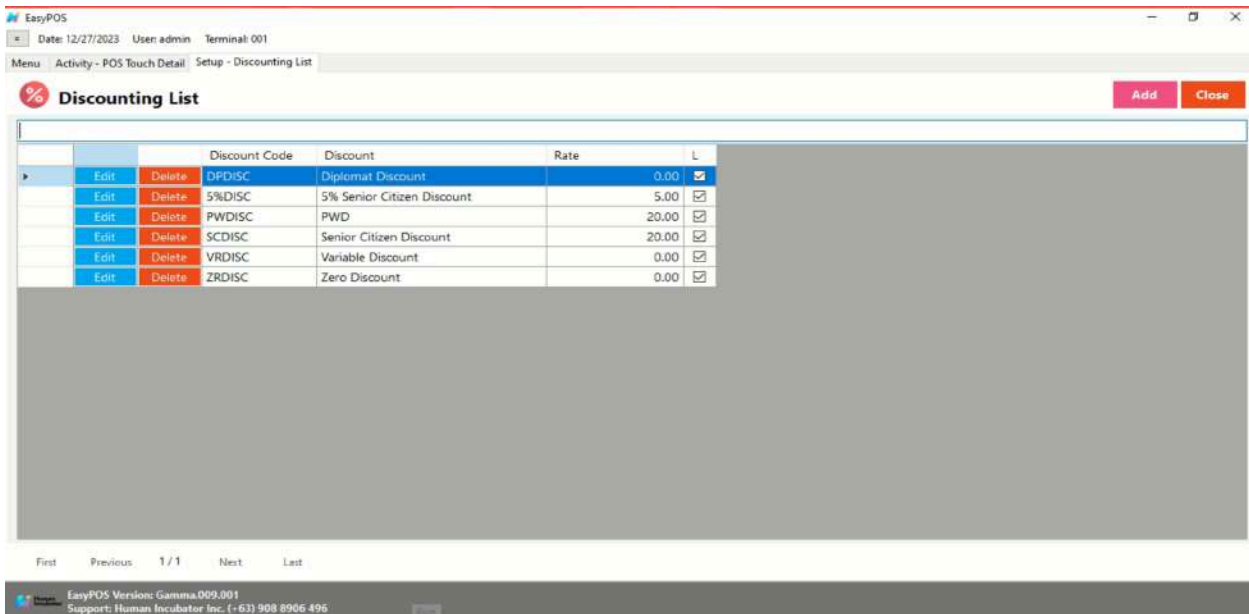 EasyPOS
Date: 12/27/2023 User: admin Terminal: 001
Menu Activity - POS Touch Detail Setup - Discounting List
Discounting List Add Close
Discount Code Discount Rate L
Edit Delete DPDISC Diplomat Discount 0.00
Edit Delete 5%DISC 5% Senior Citizen Discount 5.00
Edit Delete PWDISC PWD 20.00
Edit Delete SCDISC Senior Citizen Discount 20.00
Edit Delete VRDISC Variable Discount 0.00
Edit Delete ZRDISC Zero Discount 0.00
First Previous 1 / 1 Next Last
EasyPOS Version: Gamma.009.001
Support: Human Incubator Inc. (+63) 908 8906 496